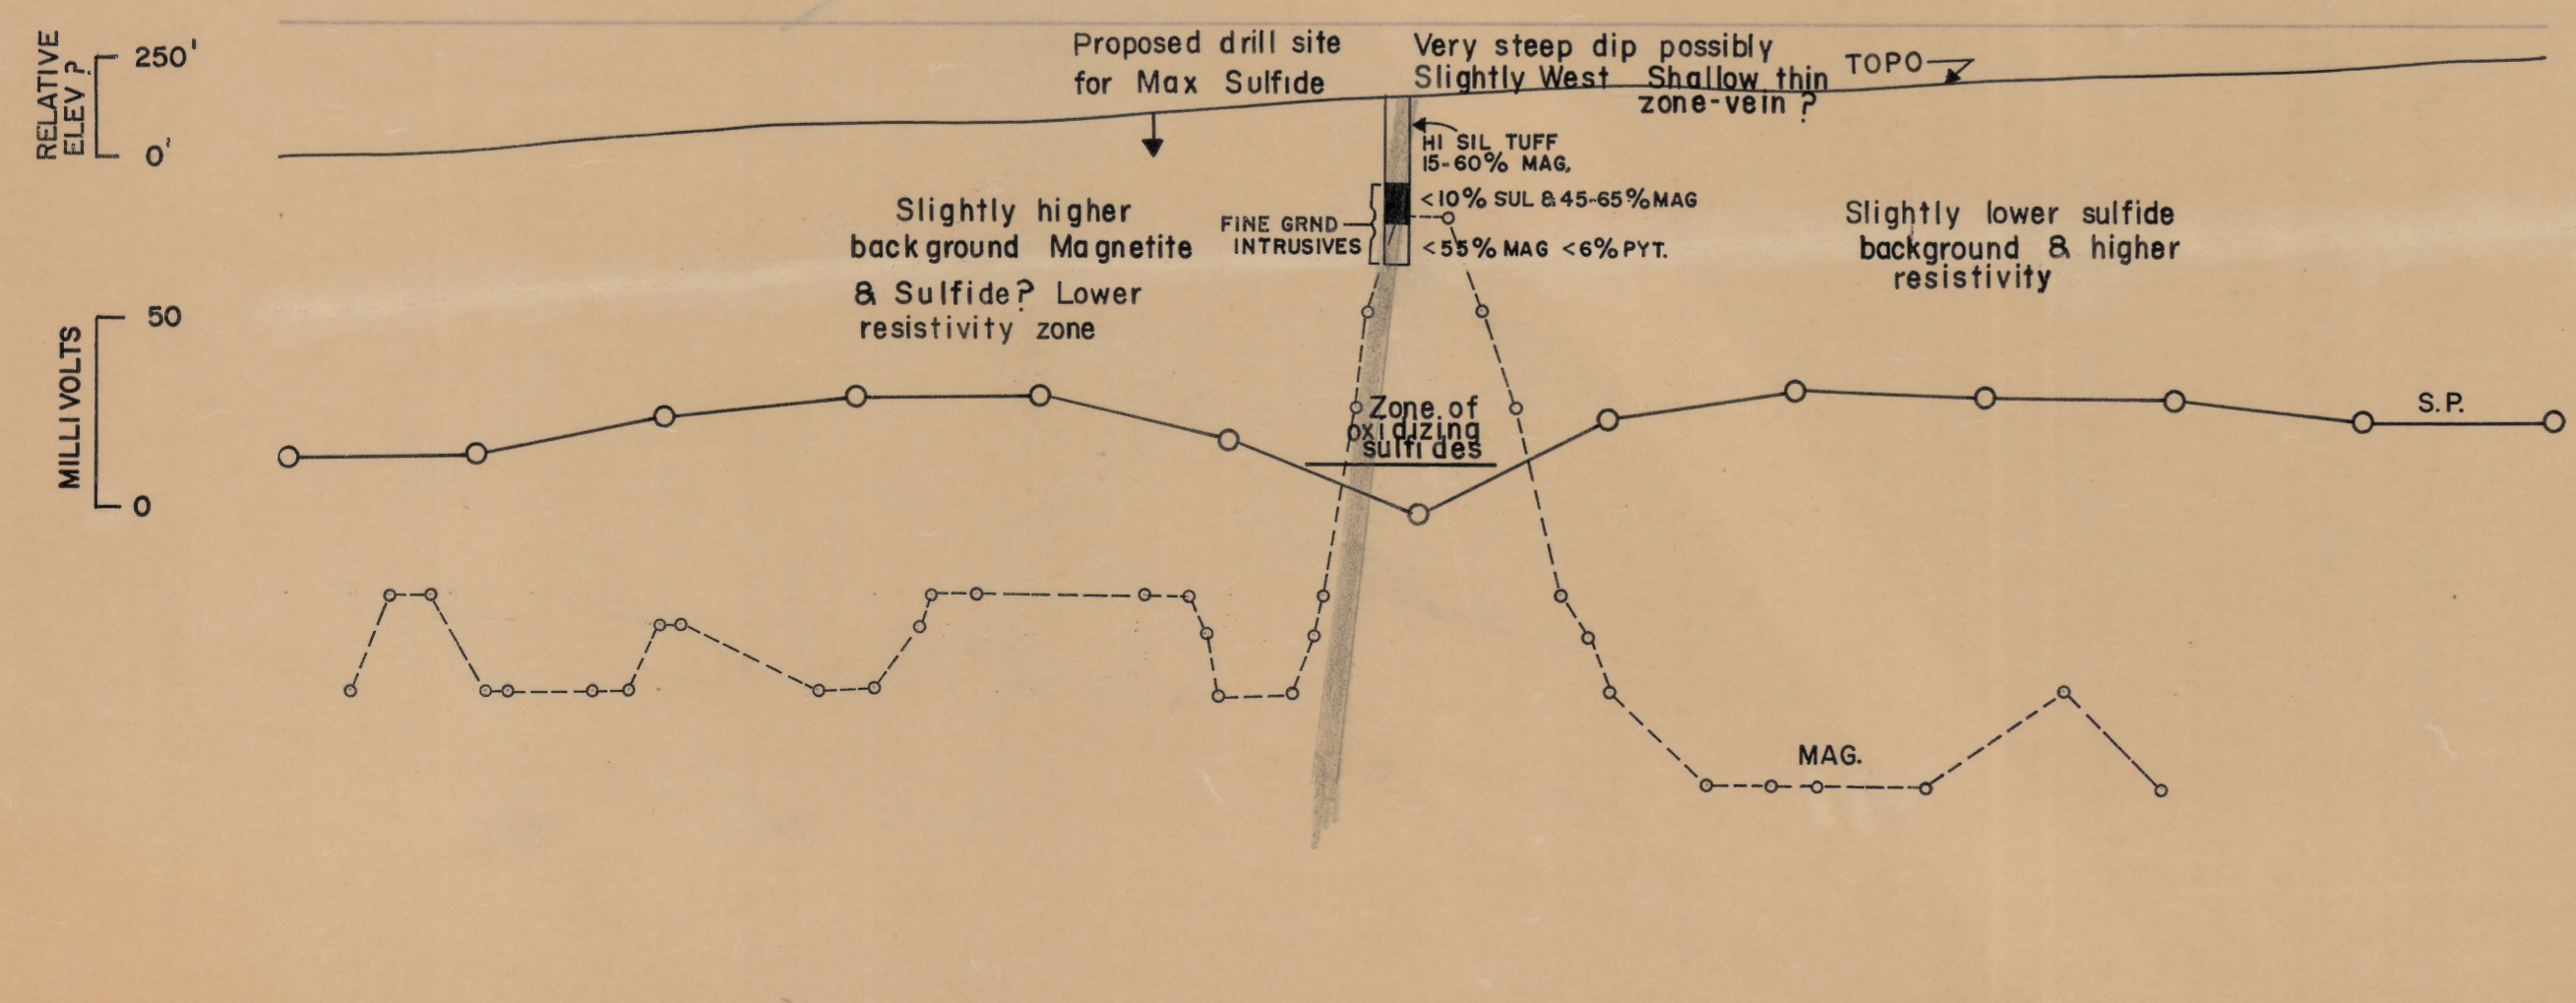 RELATIVE
ELEV ?
250'
0'
Proposed drill site
for Max Sulfide
Very steep dip possibly
Slightly West Shallow thin
zone-vein ?
TOPO
HI SIL TUFF
15-60% MAG.
<10% SUL & 45-65% MAG
FINE GRND
INTRUSIVES
<55% MAG <6% PYT.
Slightly higher
background Magnetite
& Sulfide? Lower
resistivity zone
Slightly lower sulfide
background & higher
resistivity
MILLIVOLTS
50
0
Zone of
oxidizing
sulfides
S.P.
MAG.